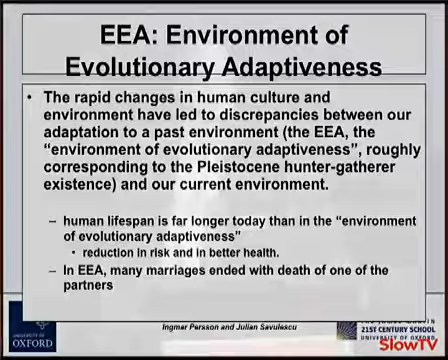 EEA: Environment of
Evolutionary Adaptiveness
• The rapid changes in human culture and
environment have led to discrepancies between our
adaptation to a past environment (the EEA, the
“environment of evolutionary adaptiveness”, roughly
corresponding to the Pleistocene hunter-gatherer
existence) and our current environment.
– human lifespan is far longer today than in the “environment
of evolutionary adaptiveness”
• reduction in risk and in better health.
– In EEA, many marriages ended with death of one of the
partners
UNIVERSITY OF
OXFORD
Ingmar Persson and Julian Savulescu
21ST CENTURY SCHOOL
UNIVERSITY OF OXFORD
SlowTV